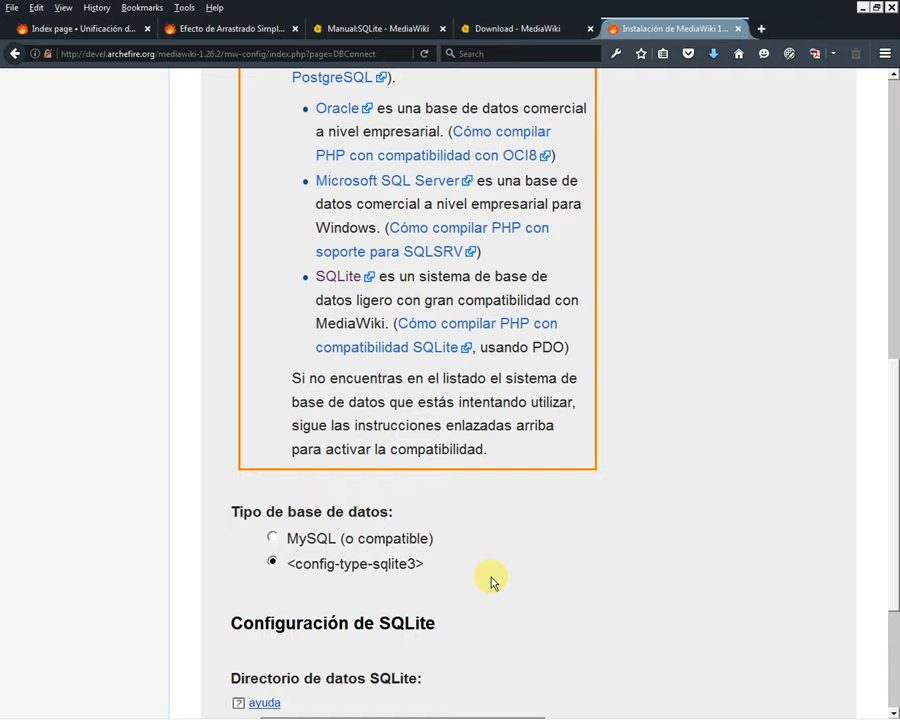 File Edit View History Bookmarks Tools Help
Index page • Unificación d...
Efecto de Arrastrado Simpl...
Manual:SQLite - MediaWiki
Download - MediaWiki
Instalación de MediaWiki 1...
http://devel.archefire.org/mediawiki-1.26.2/mw-config/index.php?page=DBConnect
Search
PostgreSQL).
• Oracle es una base de datos comercial
a nivel empresarial. (Cómo compilar
PHP con compatibilidad con OCI8)
• Microsoft SQL Server es una base de
datos comercial a nivel empresarial para
Windows. (Cómo compilar PHP con
soporte para SQLSRV)
• SQLite es un sistema de base de
datos ligero con gran compatibilidad con
MediaWiki. (Cómo compilar PHP con
compatibilidad SQLite, usando PDO)
Si no encuentras en el listado el sistema de
base de datos que estás intentando utilizar,
sigue las instrucciones enlazadas arriba
para activar la compatibilidad.
Tipo de base de datos:
MySQL (o compatible)
<config-type-sqlite3>
Configuración de SQLite
Directorio de datos SQLite:
? ayuda